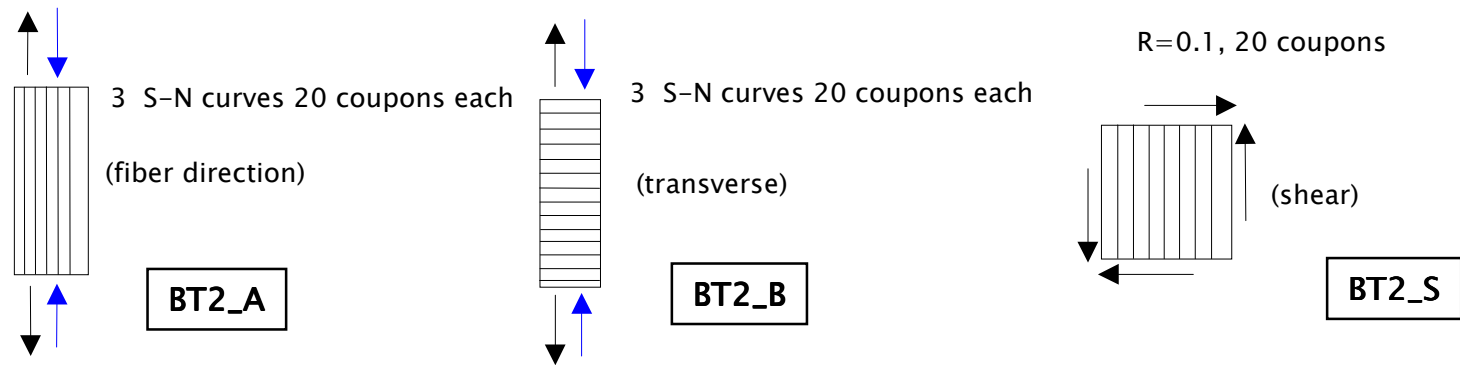 3 S-N curves 20 coupons each
(fiber direction)
BT2_A
3 S-N curves 20 coupons each
(transverse)
BT2_B
R=0.1, 20 coupons
(shear)
BT2_S